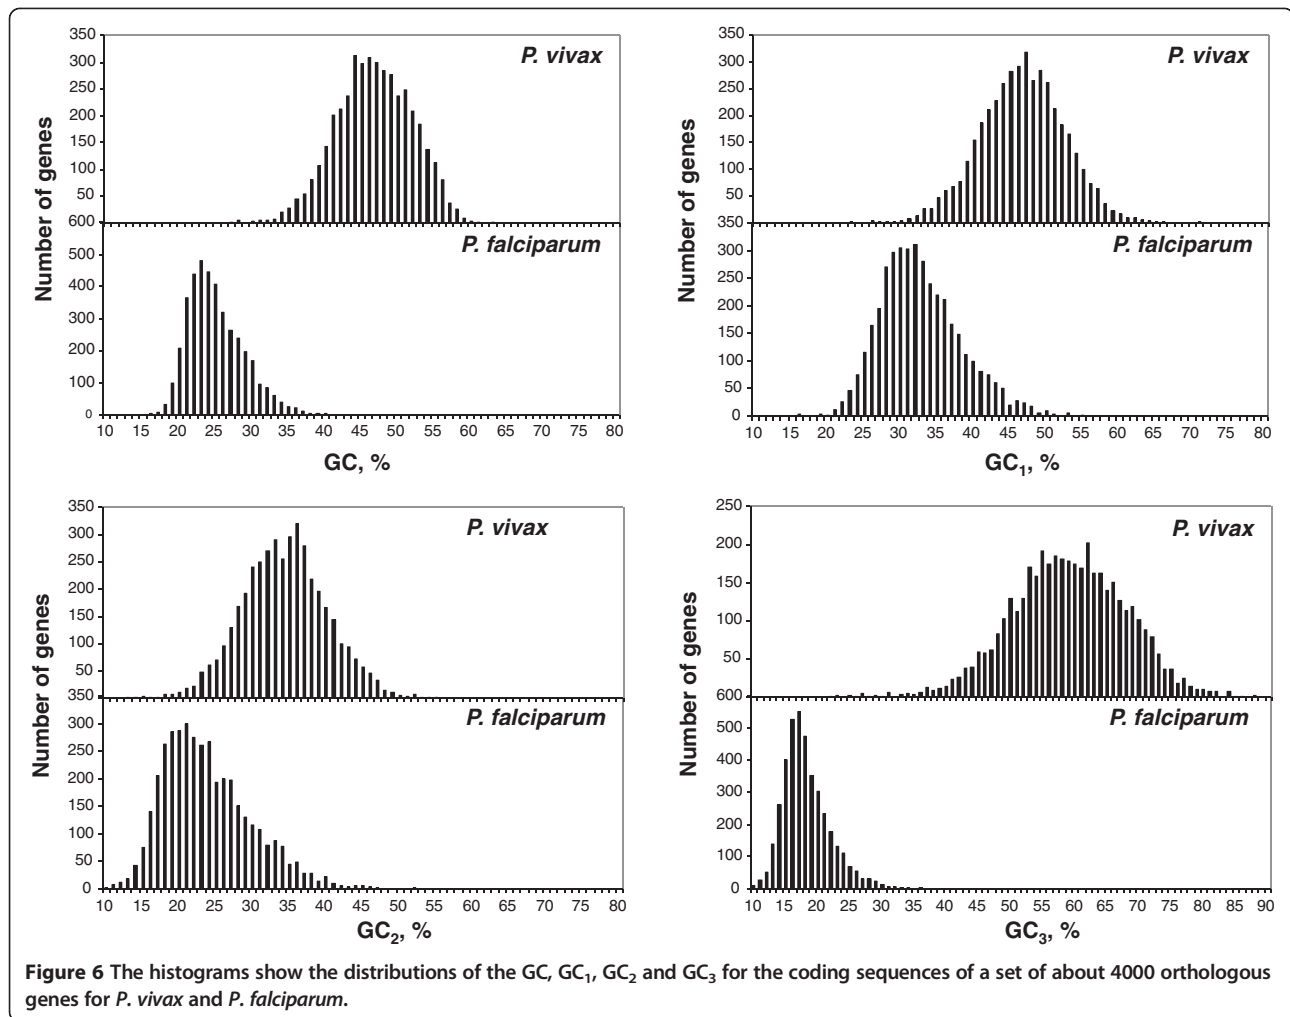 350
300
250
200
150
100
50
600
P. vivax
500
400
300
200
100
0
P. falciparum
Number of genes
10 15 20 25 30 35 40 45 50 55 60 65 70 75 80
GC, %
350
300
250
200
150
100
50
350
P. vivax
300
250
200
150
100
50
0
P. falciparum
Number of genes
10 15 20 25 30 35 40 45 50 55 60 65 70 75 80
GC₁, %
350
300
250
200
150
100
50
350
P. vivax
300
250
200
150
100
50
0
P. falciparum
Number of genes
10 15 20 25 30 35 40 45 50 55 60 65 70 75 80
GC₂, %
250
200
150
100
50
600
P. vivax
500
400
300
200
100
0
P. falciparum
Number of genes
10 15 20 25 30 35 40 45 50 55 60 65 70 75 80 85 90
GC₃, %
Figure 6 The histograms show the distributions of the GC, GC₁, GC₂ and GC₃ for the coding sequences of a set of about 4000 orthologous
genes for P. vivax and P. falciparum.